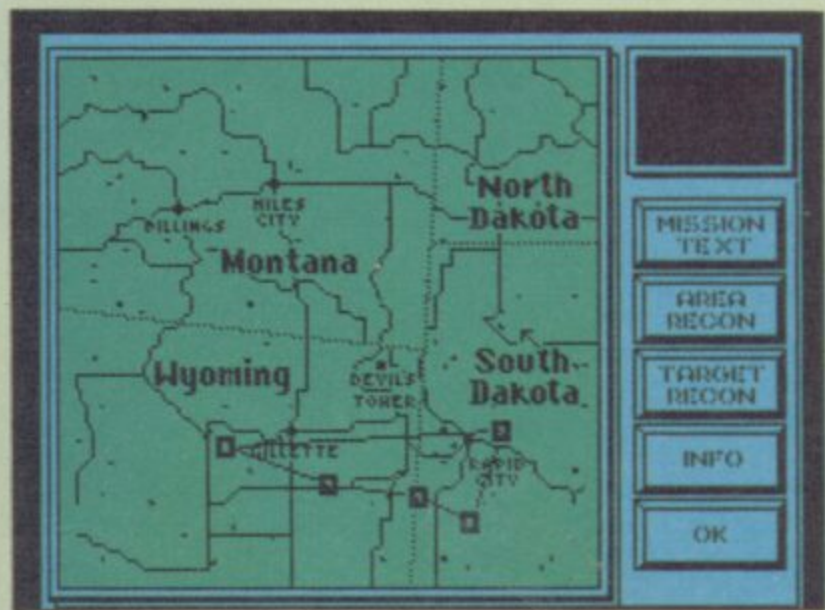 North
Dakota
MILES
CITY
BILLINGS
Montana
Wyoming
DEVILS
TOWER
South
Dakota
GILLETTE
RAPID
CITY
MISSION
TEXT
AREA
RECON
TARGET
RECON
INFO
OK